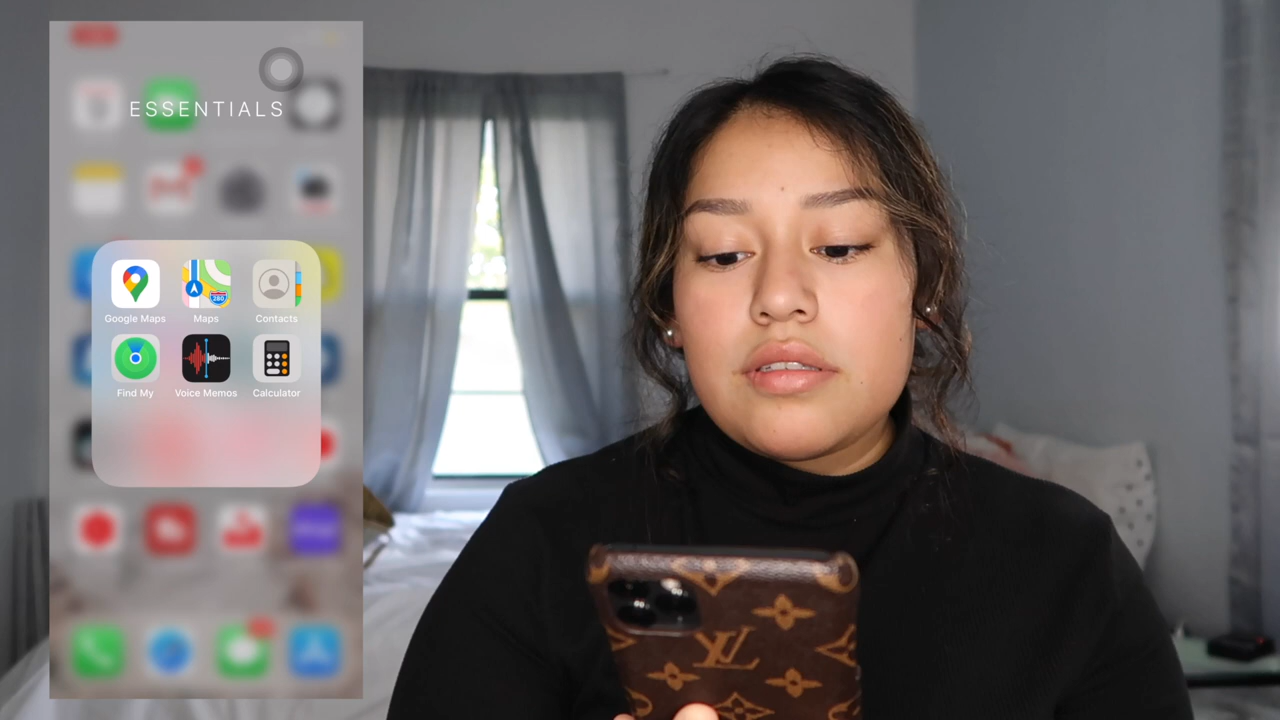 ESSENTIALS
Google Maps Maps Contacts
280
Find My Voice Memos Calculator
LV